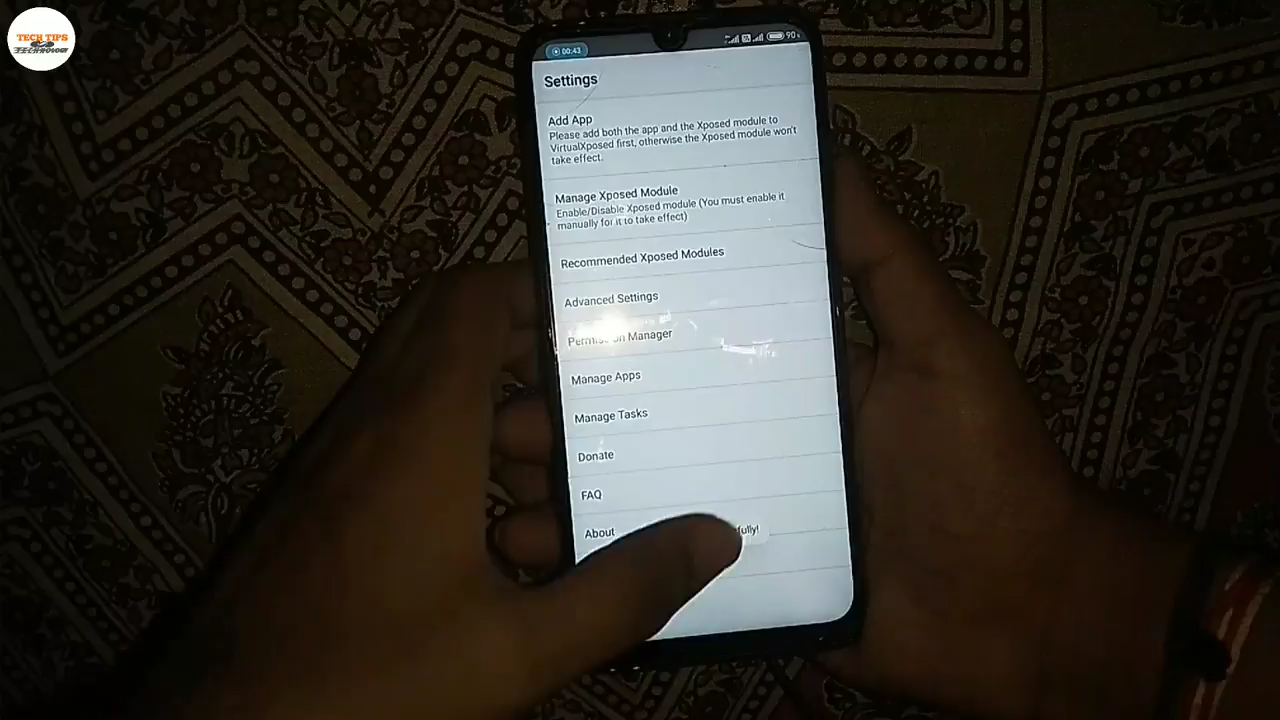 TECH TIPS
TECHNOLOGY
00:43
90
Settings
Add App
Please add both the app and the Xposed module to
VirtualXposed first, otherwise the Xposed module won't
take effect.
Manage Xposed Module
Enable/Disable Xposed module (You must enable it
manually for it to take effect)
Recommended Xposed Modules
Advanced Settings
Manager
Manage Apps
Manage Tasks
Donate
FAQ
About